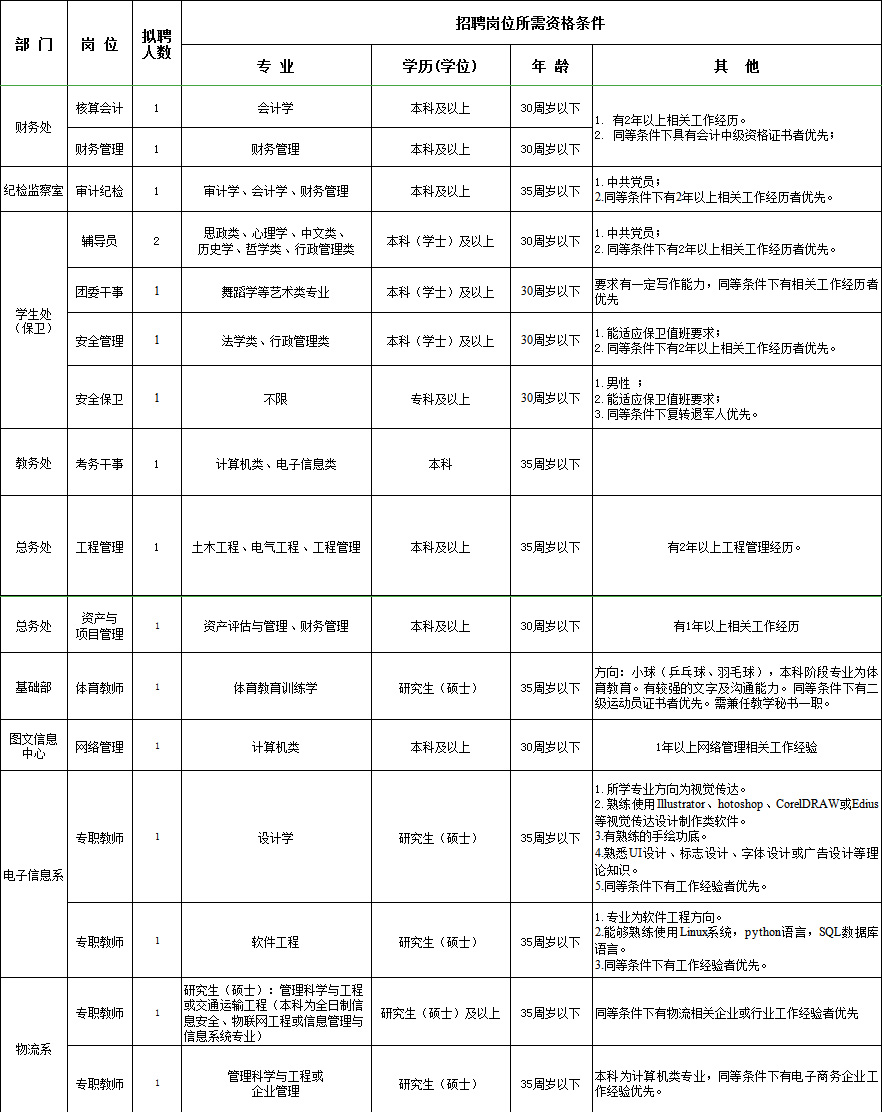 招聘岗位所需资格条件
部 门
岗 位
拟聘
人数
专 业
学历(学位)
年 龄
其 他
财务处
核算会计
1
会计学
本科及以上
30周岁以下
1. 有2年以上相关工作经历。
2. 同等条件下具有会计中级资格证书者优先；
财务管理
1
财务管理
本科及以上
30周岁以下
纪检监察室
审计纪检
1
审计学、会计学、财务管理
本科及以上
35周岁以下
1. 中共党员；
2.同等条件下有2年以上相关工作经历者优先。
学生处
（保卫）
辅导员
2
思政类、心理学、中文类、
历史学、哲学类、行政管理类
本科（学士）及以上
30周岁以下
1. 中共党员；
2. 同等条件下有2年以上相关工作经历者优先。
团委干事
1
舞蹈学等艺术类专业
本科（学士）及以上
30周岁以下
要求有一定写作能力，同等条件下有相关工作经历者
优先
安全管理
1
法学类、行政管理类
本科（学士）及以上
30周岁以下
1. 能适应保卫值班要求；
2. 同等条件下有2年以上相关工作经历者优先。
安全保卫
1
不限
专科及以上
30周岁以下
1. 男性 ；
2. 能适应保卫值班要求；
3. 同等条件下复转退军人优先。
教务处
考务干事
1
计算机类、电子信息类
本科
35周岁以下
总务处
工程管理
1
土木工程、电气工程、工程管理
本科及以上
35周岁以下
有2年以上工程管理经历。
总务处
资产与
项目管理
1
资产评估与管理、财务管理
本科及以上
30周岁以下
有1年以上相关工作经历
基础部
体育教师
1
体育教育训练学
研究生（硕士）
35周岁以下
方向：小球（乒乓球、羽毛球），本科阶段专业为体
育教育。有较强的文字及沟通能力。同等条件下有二
级运动员证书者优先。需兼任教学秘书一职。
图文信息
中心
网络管理
1
计算机类
本科及以上
30周岁以下
1年以上网络管理相关工作经验
电子信息系
专职教师
1
设计学
研究生（硕士）
35周岁以下
1. 所学专业方向为视觉传达。
2. 熟练使用Illustrator、hotoshop、CorelDRAW或Edius
等视觉传达设计制作类软件。
3.有熟练的手绘功底。
4.熟悉UI设计、标志设计、字体设计或广告设计等理
论知识。
5.同等条件下有工作经验者优先。
专职教师
1
软件工程
研究生（硕士）
35周岁以下
1. 专业为软件工程方向。
2.能够熟练使用Linux系统，python语言，SQL数据库
语言。
3.同等条件下有工作经验者优先。
物流系
专职教师
1
研究生（硕士）：管理科学与工程
或交通运输工程（本科为全日制信
息安全、物联网工程或信息管理与
信息系统专业）
研究生（硕士）及以上
35周岁以下
同等条件下有物流相关企业或行业工作经验者优先
专职教师
1
管理科学与工程或
企业管理
研究生（硕士）
35周岁以下
本科为计算机类专业，同等条件下有电子商务企业工
作经验优先。